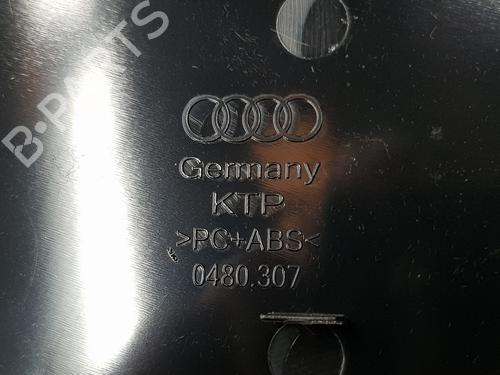 B-PARTS
Germany
KTP
>PC+ABS<
0480.307